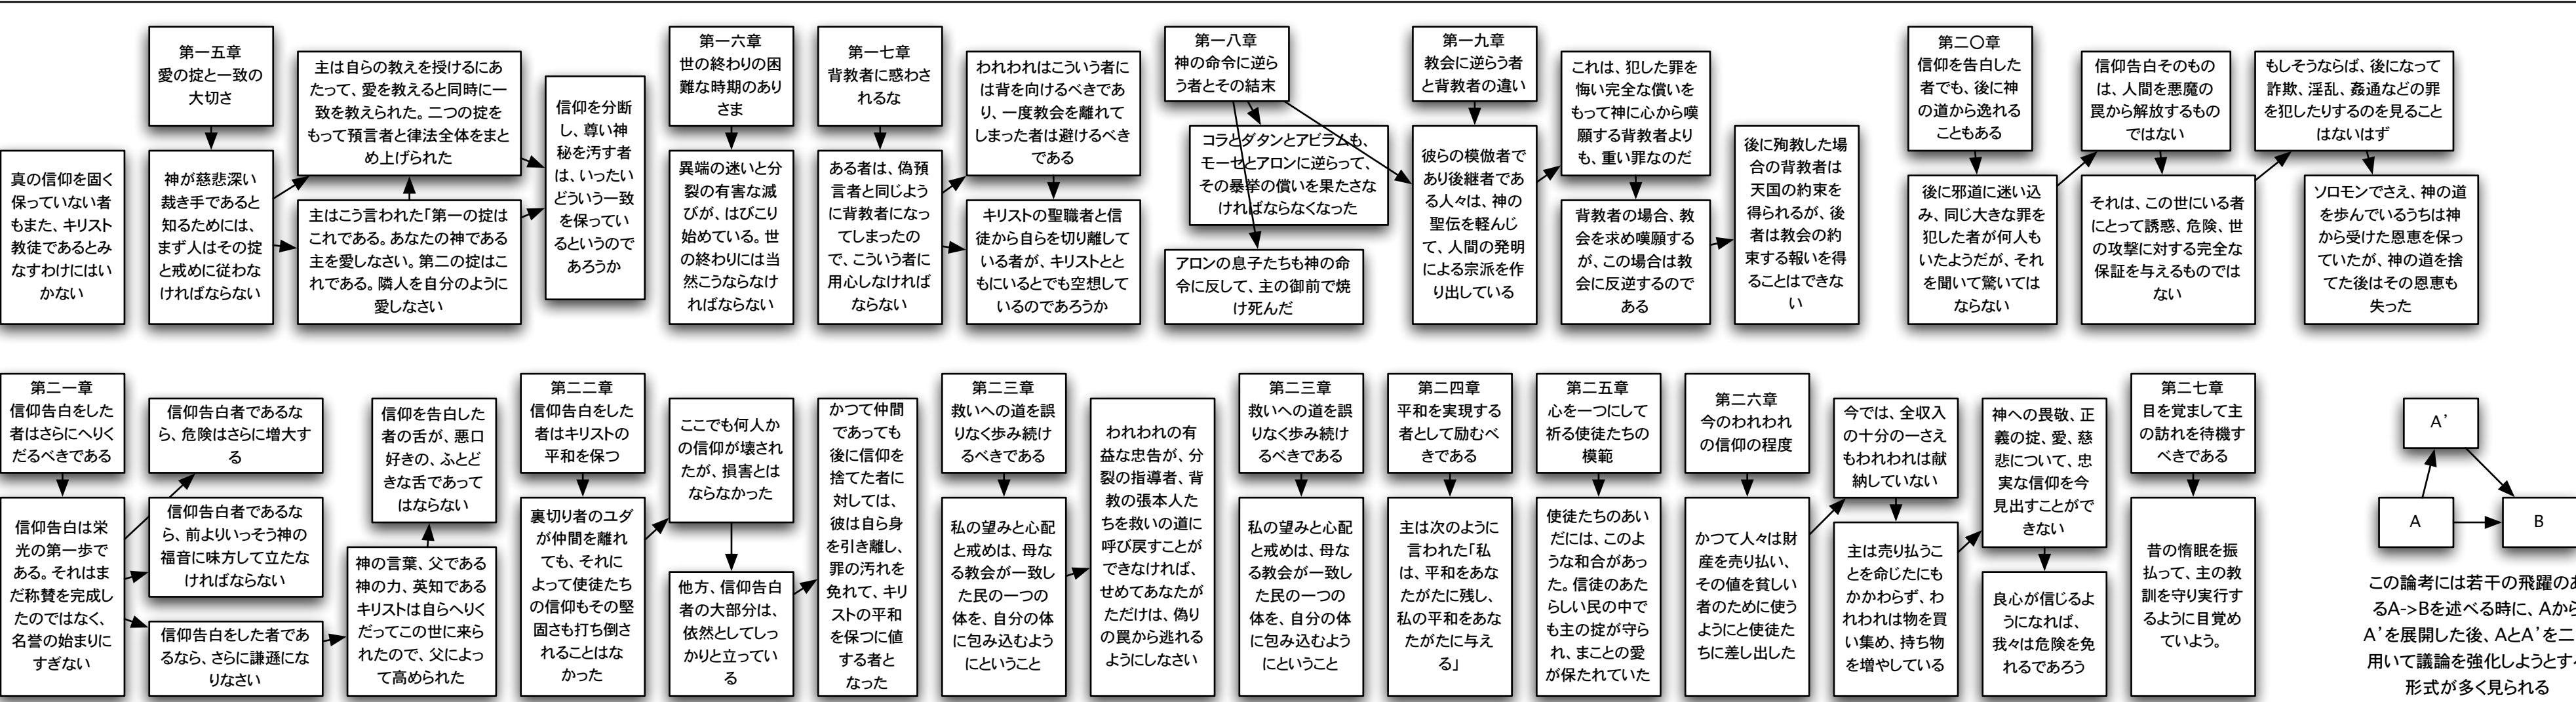 真の信仰を固く
保っていない者
もまた、キリスト
教徒であるとみ
なすわけにはい
かない
第一五章
愛の掟と一致の
大切さ
神が慈悲深い
裁き手であると
知るためには、
まず人はその掟
と戒めに従わな
ければならない
主は自らの教えを授けるにあ
たって、愛を教えると同時に一
致を教えられた。二つの掟を
もって預言者と律法全体をまと
め上げられた
主はこう言われた「第一の掟は
これである。あなたの神である
主を愛しなさい。第二の掟はこ
れである。隣人を自分のように
愛しなさい
信仰を分断
し、尊い神
秘を汚す者
は、いったい
どういう一致
を保ってい
るというので
あろうか
第一六章
世の終わりの困
難な時期のあり
さま
異端の迷いと分
裂の有害な滅
びが、はびこり
始めている。世
の終わりには当
然こうならなけ
ればならない
第一七章
背教者に惑わさ
れるな
ある者は、偽預
言者と同じよう
に背教者になっ
てしまったの
で、こういう者に
用心しなければ
ならない
われわれはこういう者に
は背を向けるべきであ
り、一度教会を離れて
しまった者は避けるべき
である
キリストの聖職者と信
徒から自らを切り離して
いる者が、キリストとと
もにいるとでも空想して
いるのであろうか
第一八章
神の命令に逆ら
う者とその結末
コラとダタンとアビラムも、
モーセとアロンに逆らって、
その暴挙の償いを果たさな
ければならなくなった
アロンの息子たちも神の命
令に反して、主の御前で焼
け死んだ
第一九章
教会に逆らう者
と背教者の違い
彼らの模倣者で
あり後継者であ
る人々は、神の
聖伝を軽んじ
て、人間の発明
による宗派を作
り出している
これは、犯した罪を
悔い完全な償いを
もって神に心から嘆
願する背教者より
も、重い罪なのだ
背教者の場合、教
会を求め嘆願する
が、この場合は教
会に反逆するので
ある
後に殉教した場
合の背教者は
天国の約束を
得られるが、後
者は教会の約
束する報いを得
ることはできな
い
第二〇章
信仰を告白した
者でも、後に神
の道から逸れる
こともある
後に邪道に迷い込
み、同じ大きな罪を
犯した者が何人も
いたようだが、それ
を聞いて驚いては
ならない
信仰告白そのもの
は、人間を悪魔の
罠から解放するもの
ではない
それは、この世にいる者
にとって誘惑、危険、世
の攻撃に対する完全な
保証を与えるものでは
ない
もしそうならば、後になって
詐欺、淫乱、姦通などの罪
を犯したりするのを見ること
はないはず
ソロモンでさえ、神の道
を歩んでいるうちは神
から受けた恩恵を保っ
ていたが、神の道を捨
てた後はその恩恵も
失った
第二一章
信仰告白をした
者はさらにへりく
だるべきである
信仰告白は栄
光の第一歩で
ある。それはま
だ称賛を完成し
たのではなく、
名誉の始まりに
すぎない
信仰告白者であるな
ら、危険はさらに増大す
る
信仰告白者であるな
ら、前よりいっそう神の
福音に味方して立たな
ければならない
信仰告白をした者であ
るなら、さらに謙遜にな
りなさい
信仰を告白した
者の舌が、悪口
好きの、ふとど
きな舌であって
はならない
神の言葉、父である
神の力、英知である
キリストは自らへりく
だってこの世に来ら
れたので、父によっ
て高められた
第二二章
信仰告白をした
者はキリストの
平和を保つ
裏切り者のユダ
が仲間を離れ
ても、それに
よって使徒たち
の信仰もその堅
固さも打ち倒さ
れることはな
かった
ここでも何人か
の信仰が壊され
たが、損害とは
ならなかった
他方、信仰告白
者の大部分は、
依然としてしっ
かりと立ってい
る
かつて仲間
であっても
後に信仰を
捨てた者に
対しては、
彼は自ら身
を引き離し、
罪の汚れを
免れて、キリ
ストの平和
を保つに値
する者と
なった
第二三章
救いへの道を誤
りなく歩み続け
るべきである
私の望みと心配
と戒めは、母な
る教会が一致し
た民の一つの
体を、自分の体
に包み込むよう
にということ
われわれの有
益な忠告が、分
裂の指導者、背
教の張本人た
ちを救いの道に
呼び戻すことが
できなければ、
せめてあなたが
ただけは、偽り
の罠から逃れる
ようにしなさい
第二三章
救いへの道を誤
りなく歩み続け
るべきである
私の望みと心配
と戒めは、母な
る教会が一致し
た民の一つの
体を、自分の体
に包み込むよう
にということ
第二四章
平和を実現する
者として励むべ
きである
主は次のように
言われた「私
は、平和をあな
たがたに残し、
私の平和をあな
たがたに与え
る」
第二五章
心を一つにして
祈る使徒たちの
模範
使徒たちのあい
だには、このよ
うな和合があっ
た。信徒のあた
らしい民の中で
も主の掟が守ら
れ、まことの愛
が保たれていた
第二六章
今のわれわれ
の信仰の程度
かつて人々は財
産を売り払い、
その値を貧しい
者のために使う
ようにと使徒た
ちに差し出した
今では、全収入
の十分の一さえ
もわれわれは献
納していない
主は売り払うこ
とを命じたにも
かかわらず、わ
れわれは物を買
い集め、持ち物
を増やしている
神への畏敬、正
義の掟、愛、慈
悲について、忠
実な信仰を今
見出すことがで
きない
良心が信じるよ
うになれば、
我々は危険を免
れるであろう
第二七章
目を覚まして主
の訪れを待機す
べきである
昔の惰眠を振
払って、主の教
訓を守り実行す
るように目覚め
ていよう。
A'
A
B
この論考には若干の飛躍のあ
るA->Bを述べる時に、Aから
A'を展開した後、AとA'を二
用いて議論を強化しようとす
形式が多く見られる